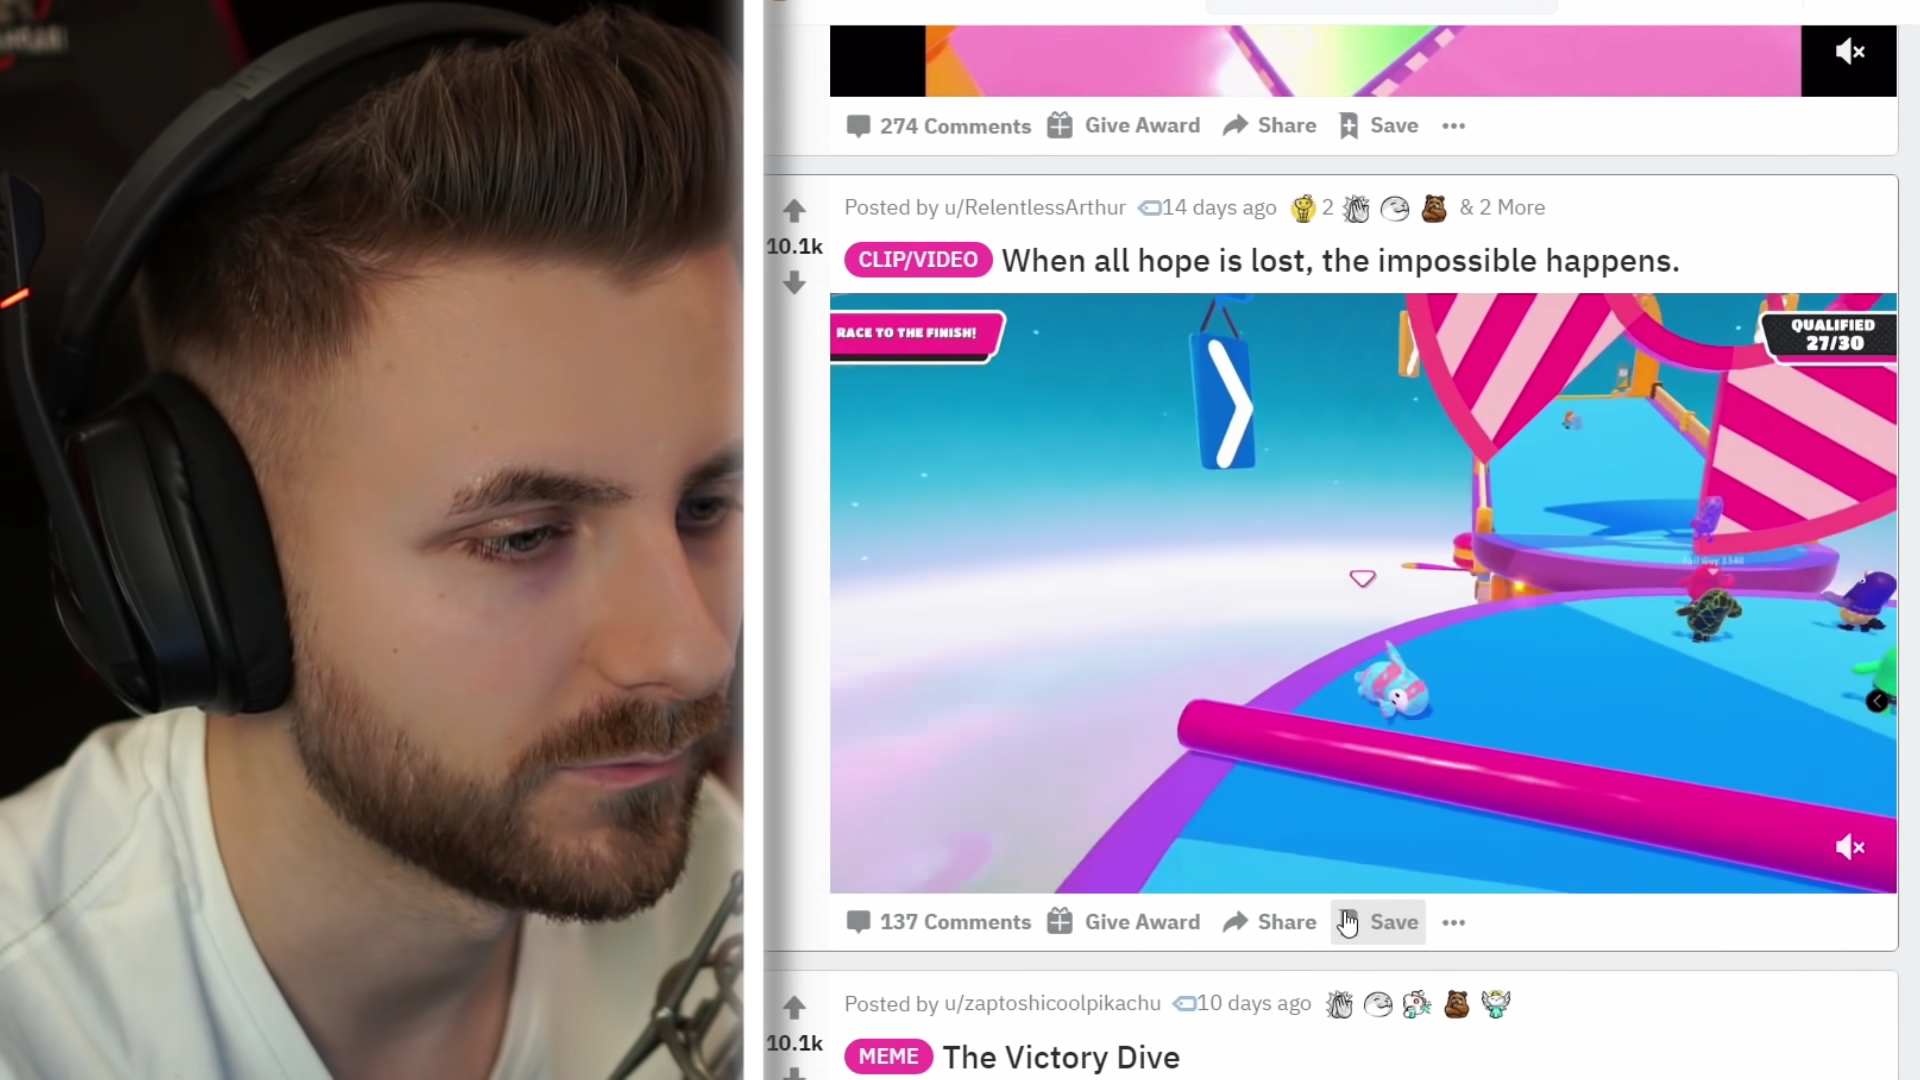 274 Comments Give Award Share Save
Posted by u/RelentlessArthur 14 days ago 2 & 2 More
10.1k
CLIP/VIDEO When all hope is lost, the impossible happens.
RACE TO THE FINISH!
QUALIFIED
27/30
137 Comments Give Award Share Save
Posted by u/zaptoshicoolpikachu 10 days ago
10.1k
MEME The Victory Dive